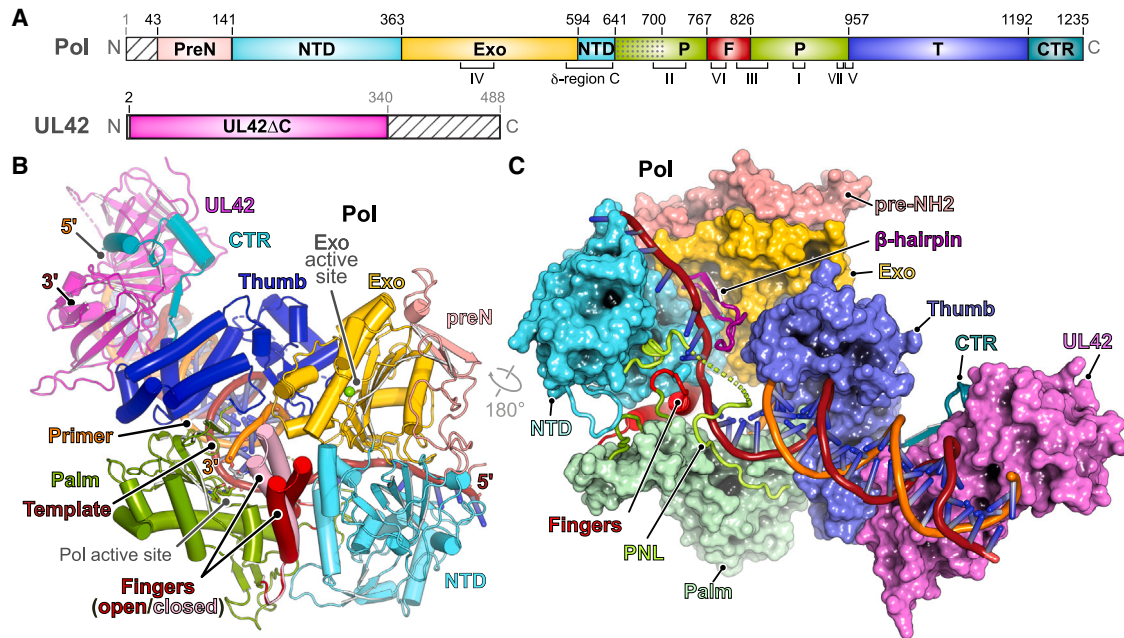 A
1 43 141 363 594 641 700 767 826 957 1192 1235
Pol N PreN NTD Exo NTD P F P T CTR C
IV δ-region C II VI III I VII V
2 340 488
UL42 N UL42ΔC C
B
Pol
UL42
5'
CTR
Exo
active
site
3'
Thumb
Exo
preN
180°
Primer
3'
Palm
Template
5'
Pol active site
NTD
Fingers
(open/closed)
C
Pol
pre-NH2
β-hairpin
Exo
Thumb
CTR
UL42
NTD
Fingers
PNL
Palm